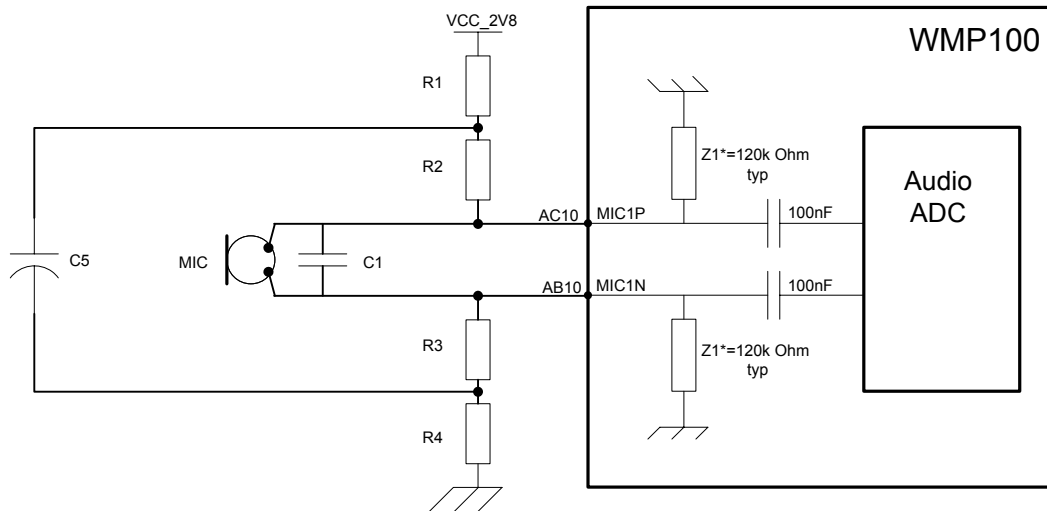 VCC_2V8
WMP100
R1
R2
Z1*=120k Ohm
typ
Audio
ADC
AC10
MIC1P
100nF
C5
MIC
C1
AB10
MIC1N
100nF
R3
Z1*=120k Ohm
typ
R4